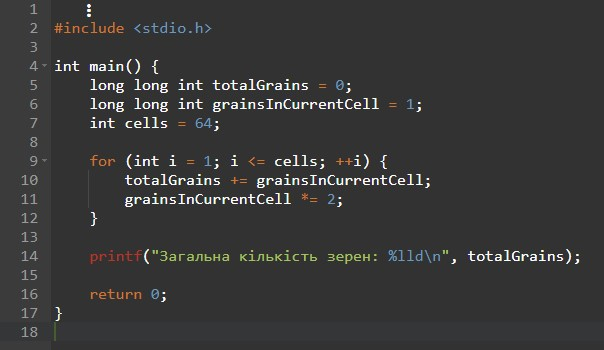 1
2 #include <stdio.h>
3
4 int main() {
5     long long int totalGrains = 0;
6     long long int grainsInCurrentCell = 1;
7     int cells = 64;
8
9     for (int i = 1; i <= cells; ++i) {
10         totalGrains += grainsInCurrentCell;
11         grainsInCurrentCell *= 2;
12     }
13
14     printf("Загальна кількість зерен: %lld\n", totalGrains);
15
16     return 0;
17 }
18